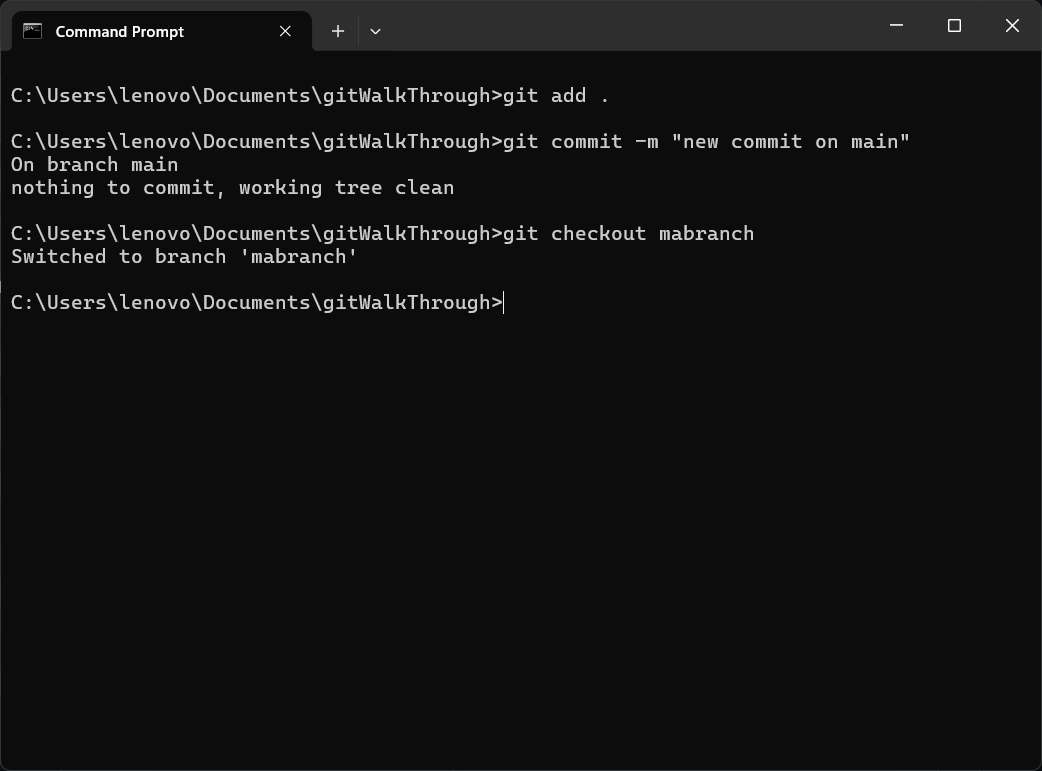 Command Prompt
C:\Users\lenovo\Documents\gitWalkThrough>git add .
C:\Users\lenovo\Documents\gitWalkThrough>git commit -m "new commit on main"
On branch main
nothing to commit, working tree clean
C:\Users\lenovo\Documents\gitWalkThrough>git checkout mabranch
Switched to branch 'mabranch'
C:\Users\lenovo\Documents\gitWalkThrough>